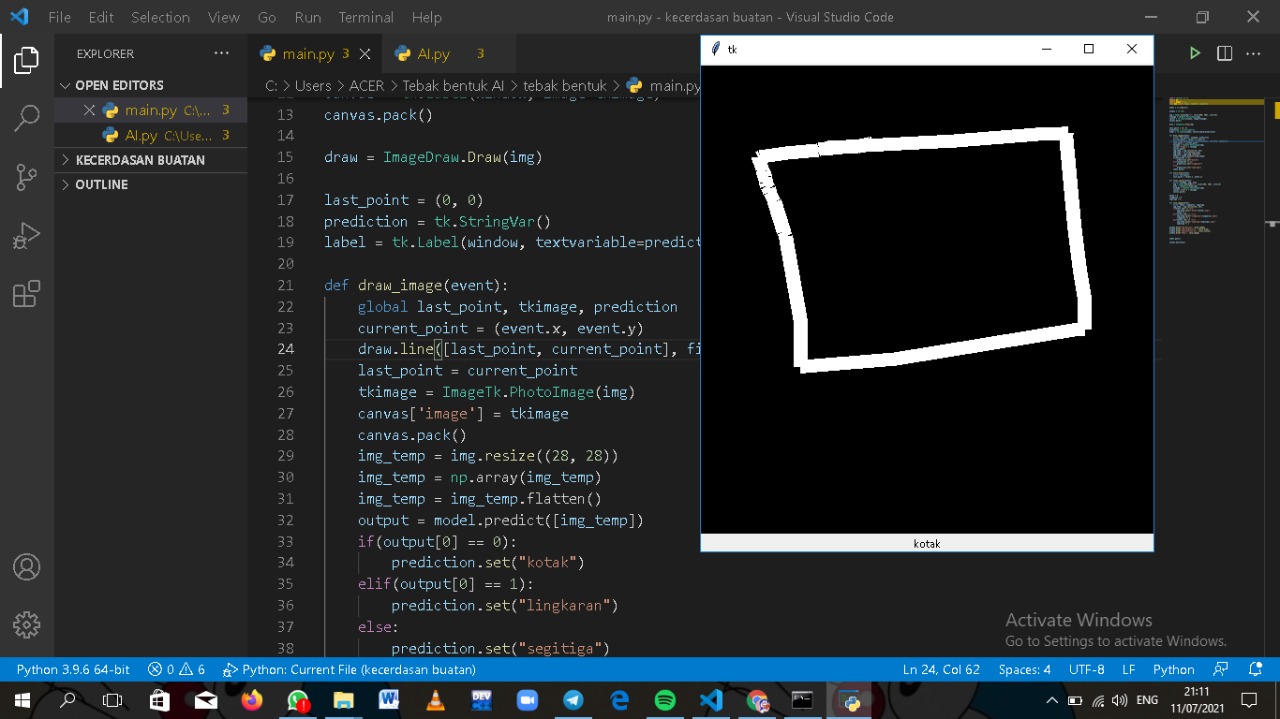 File Edit Selection View Go Run Terminal Help main.py - kecerdasan buatan - Visual Studio Code
EXPLORER ··· main.py 3 AI.py 3
tk
OPEN EDITORS
C: > Users > ACER > Tebak bentuk AI > tebak bentuk > main.py
main.py C:\... 3
AI.py C:\Use... 3
KECERDASAN BUATAN
OUTLINE
13 canvas.pack()
14
15 draw = ImageDraw.Draw(img)
16
17 last_point = (0, 0)
18 prediction = tk.StringVar()
19 label = tk.Label(window, textvariable=predict
20
21 def draw_image(event):
22 global last_point, tkimage, prediction
23 current_point = (event.x, event.y)
24 draw.line([last_point, current_point], fi
25 last_point = current_point
26 tkimage = ImageTk.PhotoImage(img)
27 canvas['image'] = tkimage
28 canvas.pack()
29 img_temp = img.resize((28, 28))
30 img_temp = np.array(img_temp)
31 img_temp = img_temp.flatten()
32 output = model.predict([img_temp])
33 if(output[0] == 0):
34 prediction.set("kotak")
35 elif(output[0] == 1):
36 prediction.set("lingkaran")
37 else:
38 prediction.set("segitiga")
kotak
Activate Windows
Go to Settings to activate Windows.
Python 3.9.6 64-bit 0 6 Python: Current File (kecerdasan buatan) Ln 24, Col 62 Spaces: 4 UTF-8 LF Python
DEV
ENG 21:11
11/07/2021